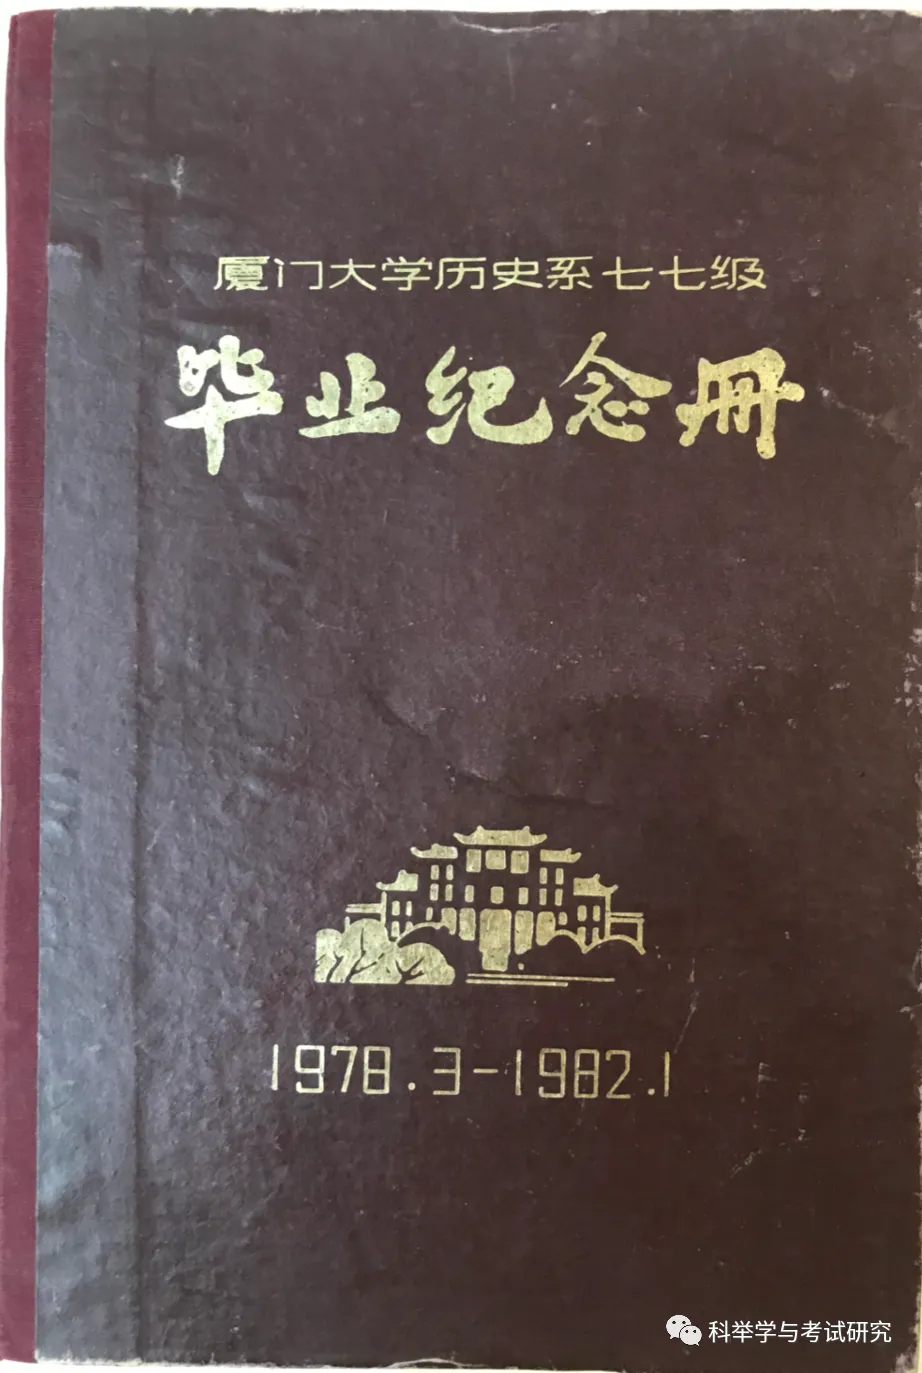 厦门大学历史系七七级
毕业纪念册
1978.3-1982.1
科举学与考试研究